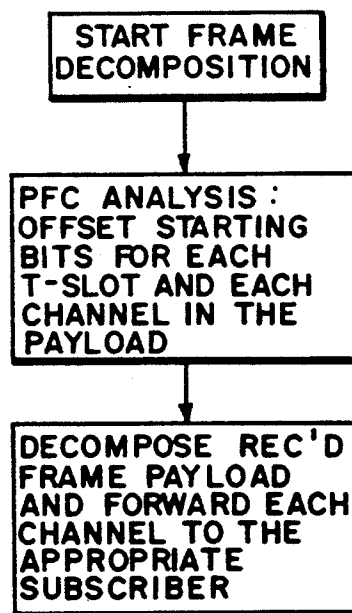 START FRAME
DECOMPOSITION
PFC ANALYSIS:
OFFSET STARTING
BITS FOR EACH
T-SLOT AND EACH
CHANNEL IN THE
PAYLOAD
DECOMPOSE REC'D
FRAME PAYLOAD
AND FORWARD EACH
CHANNEL TO THE
APPROPRIATE
SUBSCRIBER